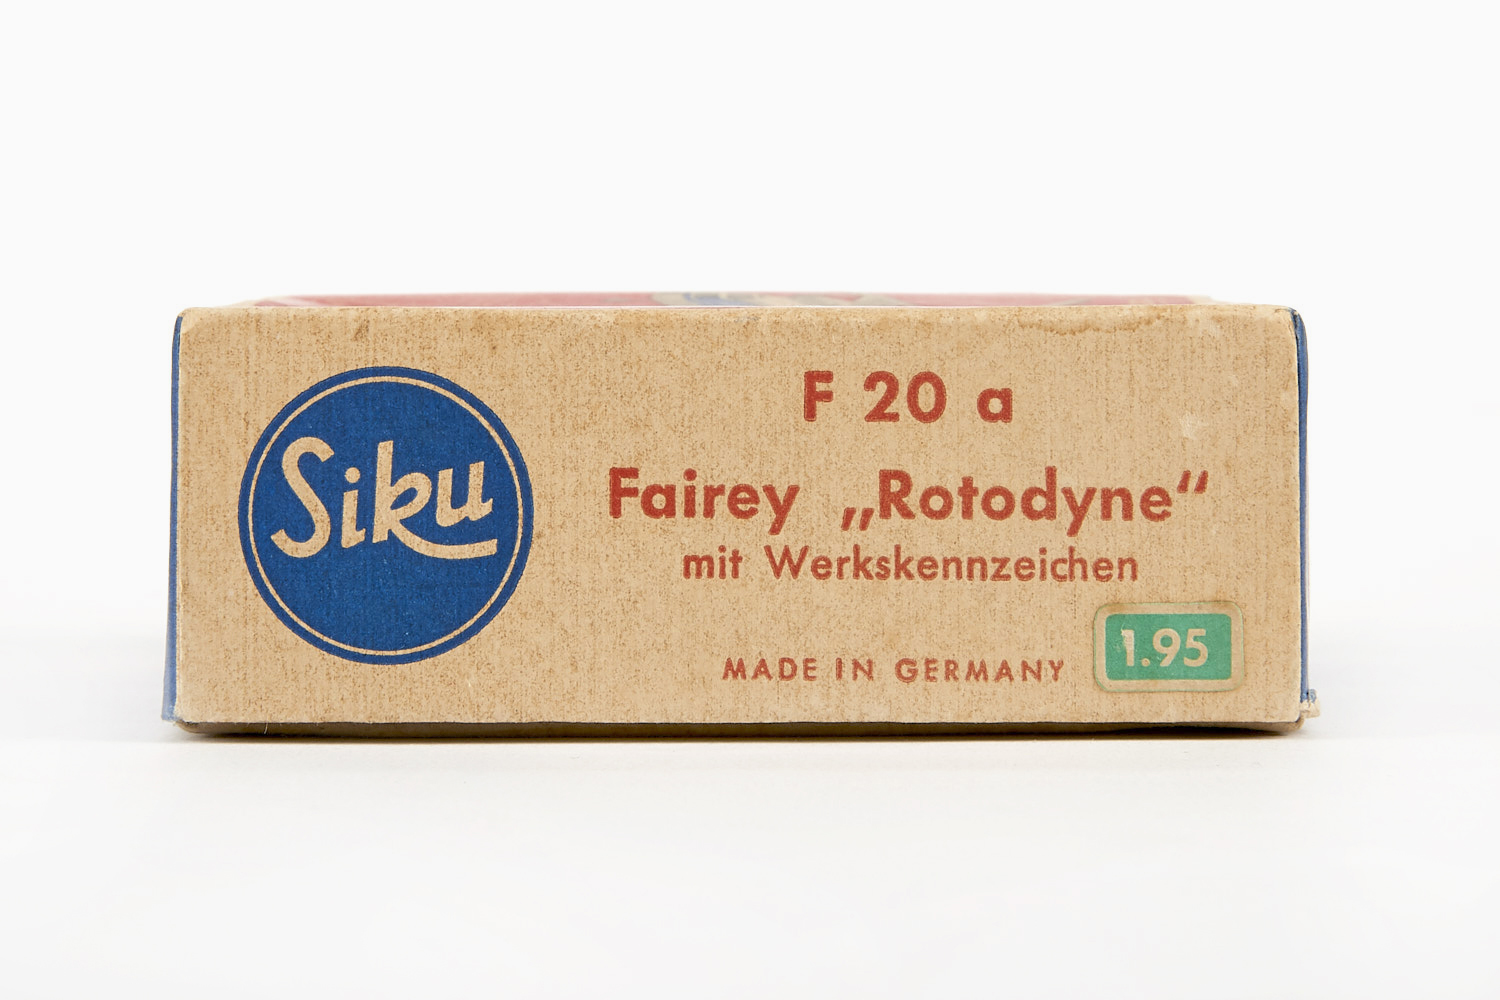 Siku
F 20 a
Fairey „Rotodyne“
mit Werkskennzeichen
MADE IN GERMANY
1.95